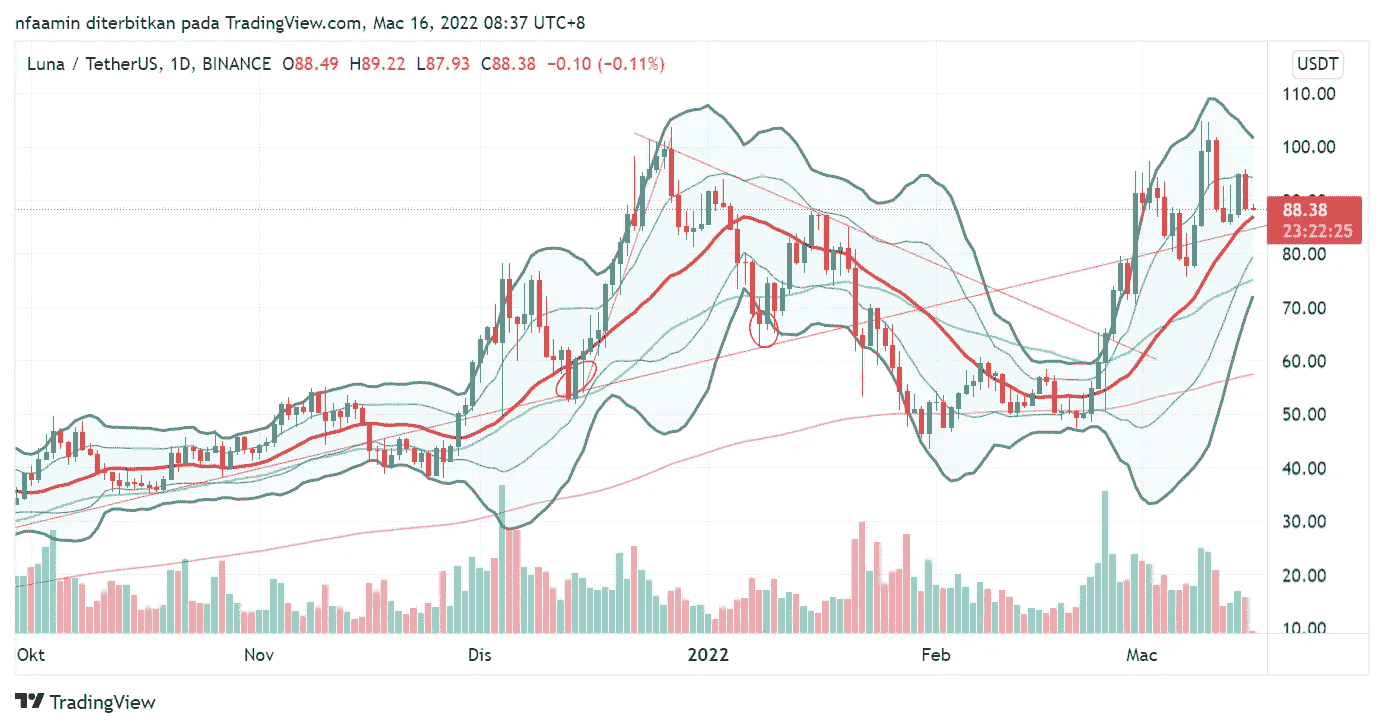 nfaamin diterbitkan pada TradingView.com, Mac 16, 2022 08:37 UTC+8
Luna / TetherUS, 1D, BINANCE O88.49 H89.22 L87.93 C88.38 −0.10 (−0.11%)
USDT
110.00
100.00
88.38
23:22:25
80.00
70.00
60.00
50.00
40.00
30.00
20.00
10.00
Okt Nov Dis 2022 Feb Mac
TradingView